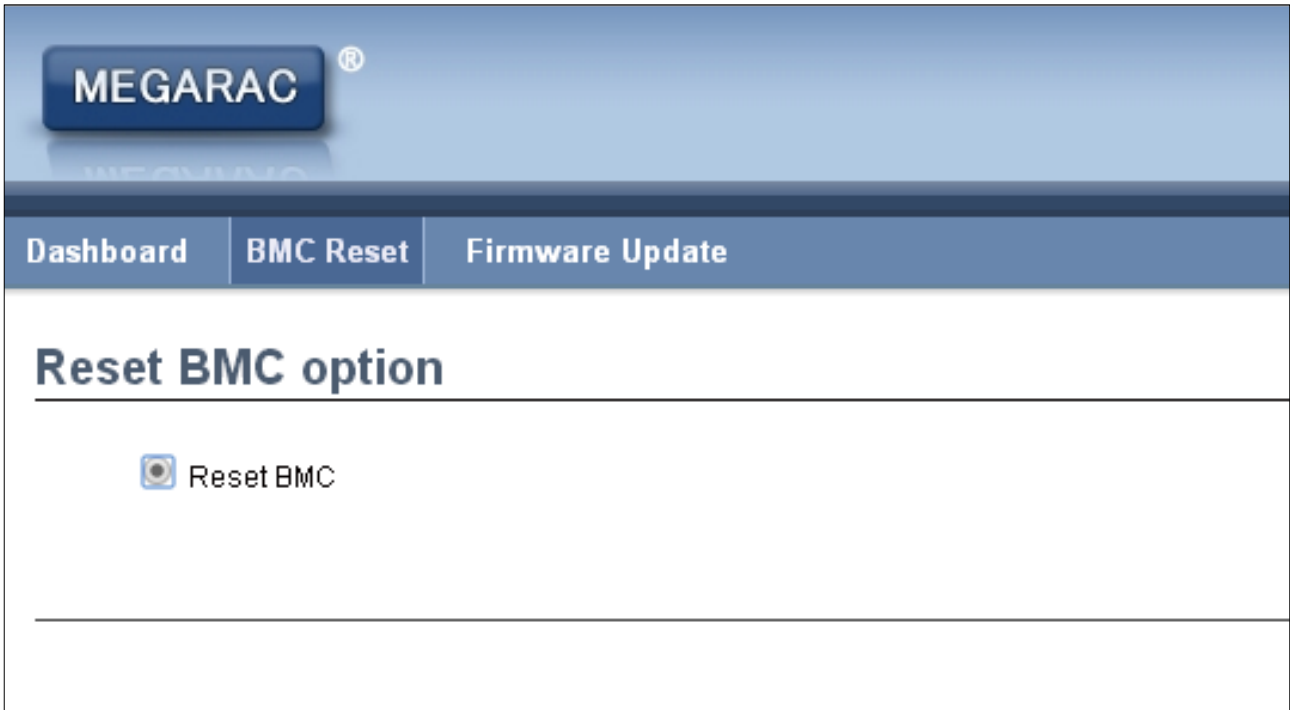 MEGARAC ®
Dashboard BMC Reset Firmware Update
Reset BMC option
Reset BMC